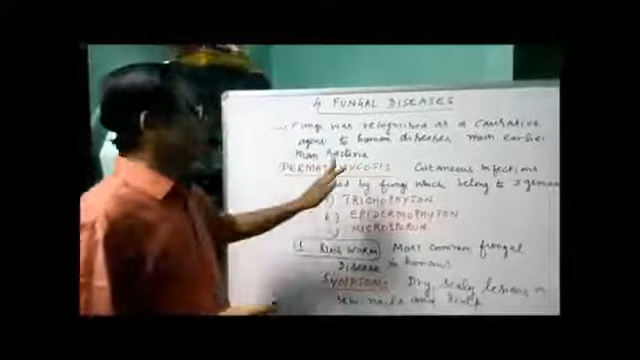 4 FUNGAL DISEASES
Fungi was recognised as a causative
agent to human diseases much earlier
than bacteria
DERMATOMYCOSIS Cutaneous infections
by fungi which belong to 3 genera
TRICHOPHYTON
b) EPIDERMOPHYTON
MICROSPORUM
1. RING WORM Most common fungal
Disease in humans
SYMPTOMS Dry, scaly lesions
skin, nails and scalp